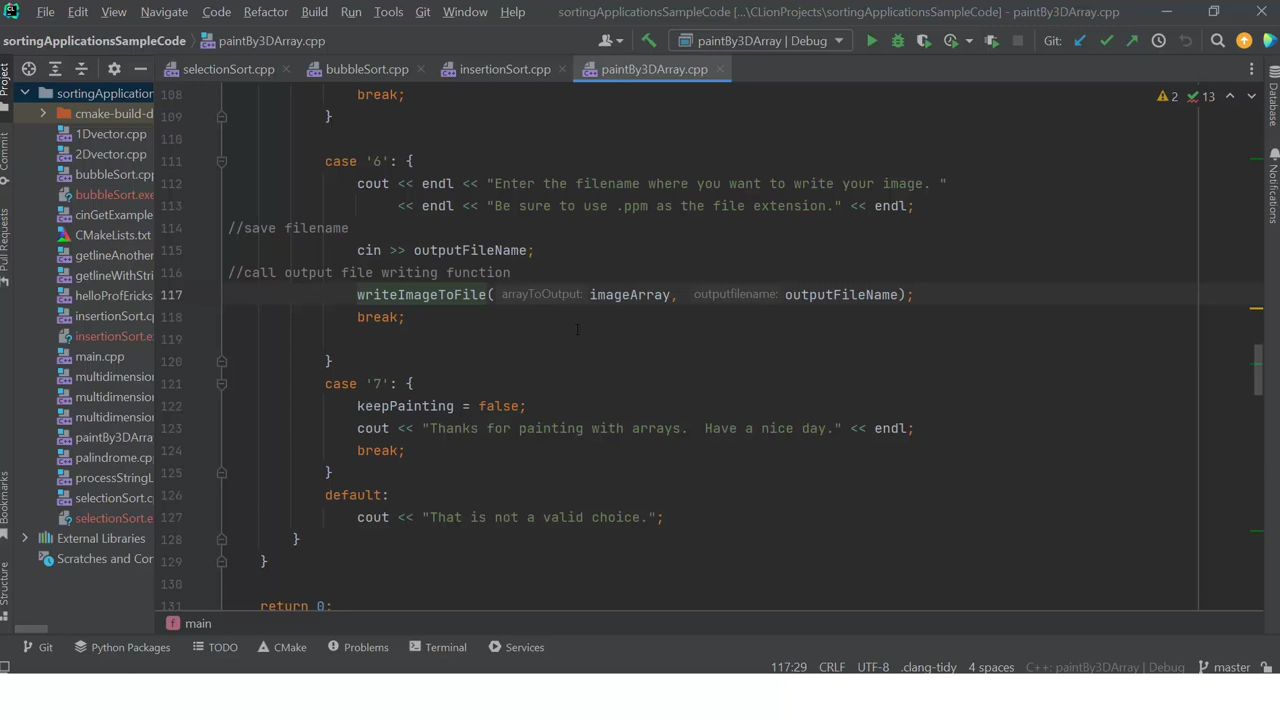 File Edit View Navigate Code Refactor Build Run Tools Git Window Help sortingApplicationsSampleCode [...\CLionProjects\sortingApplicationsSampleCode] - paintBy3DArray.cpp
sortingApplicationsSampleCode paintBy3DArray.cpp paintBy3DArray | Debug Git:
selectionSort.cpp bubbleSort.cpp insertionSort.cpp paintBy3DArray.cpp
Project
Commit
Pull Requests
Bookmarks
Structure
sortingApplication
cmake-build-d
1Dvector.cpp
2Dvector.cpp
bubbleSort.cpp
bubbleSort.exe
cinGetExample
CMakeLists.txt
getlineAnother
getlineWithStri
helloProfEricks
insertionSort.cp
insertionSort.ex
main.cpp
multidimension
multidimension
multidimension
paintBy3DArra
palindrome.cp
processStringL
selectionSort.cp
selectionSort.e
External Libraries
Scratches and Con
2 13
108 break;
109 }
110
111 case '6': {
112 cout << endl << "Enter the filename where you want to write your image. "
113 << endl << "Be sure to use .ppm as the file extension." << endl;
114 //save filename
115 cin >> outputFileName;
116 //call output file writing function
117 writeImageToFile( arrayToOutput: imageArray, outputfilename: outputFileName);
118 break;
119
120 }
121 case '7': {
122 keepPainting = false;
123 cout << "Thanks for painting with arrays.  Have a nice day." << endl;
124 break;
125 }
126 default:
127 cout << "That is not a valid choice.";
128 }
129 }
130
131 return 0;
Database
Notifications
main
Git Python Packages TODO CMake Problems Terminal Services
117:29 CRLF UTF-8 .clang-tidy 4 spaces C++: paintBy3DArray | Debug master